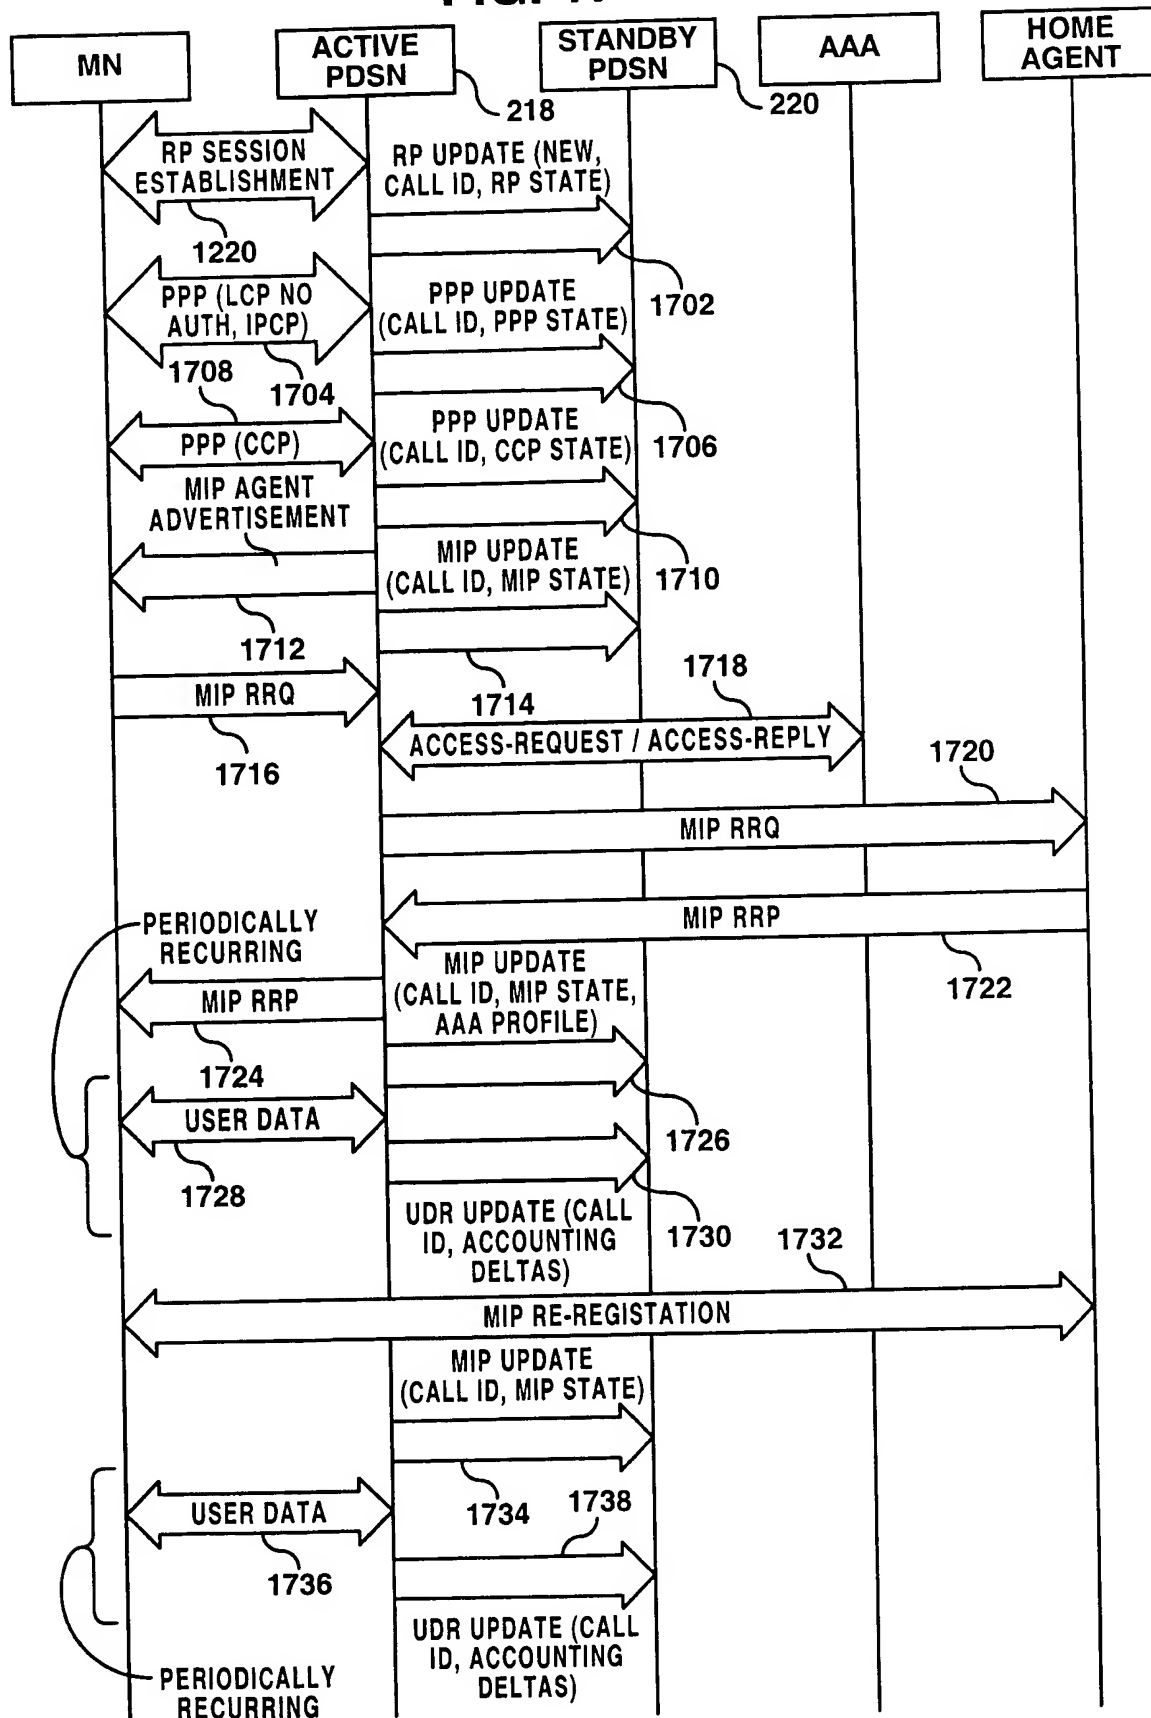 MN
ACTIVE
PDSN
218
STANDBY
PDSN
220
AAA
HOME
AGENT
RP SESSION
ESTABLISHMENT
1220
RP UPDATE (NEW,
CALL ID, RP STATE)
1702
PPP (LCP NO
AUTH, IPCP)
1704
PPP UPDATE
(CALL ID, PPP STATE)
1706
1708
PPP (CCP)
PPP UPDATE
(CALL ID, CCP STATE)
1710
MIP AGENT
ADVERTISEMENT
1712
MIP UPDATE
(CALL ID, MIP STATE)
1714
MIP RRQ
1716
1718
ACCESS-REQUEST / ACCESS-REPLY
1720
MIP RRQ
MIP RRP
1722
PERIODICALLY
RECURRING
MIP RRP
1724
MIP UPDATE
(CALL ID, MIP STATE,
AAA PROFILE)
1726
USER DATA
1728
1730
UDR UPDATE (CALL
ID, ACCOUNTING
DELTAS)
1732
MIP RE-REGISTATION
MIP UPDATE
(CALL ID, MIP STATE)
1734
USER DATA
1736
1738
UDR UPDATE (CALL
ID, ACCOUNTING
DELTAS)
PERIODICALLY
RECURRING